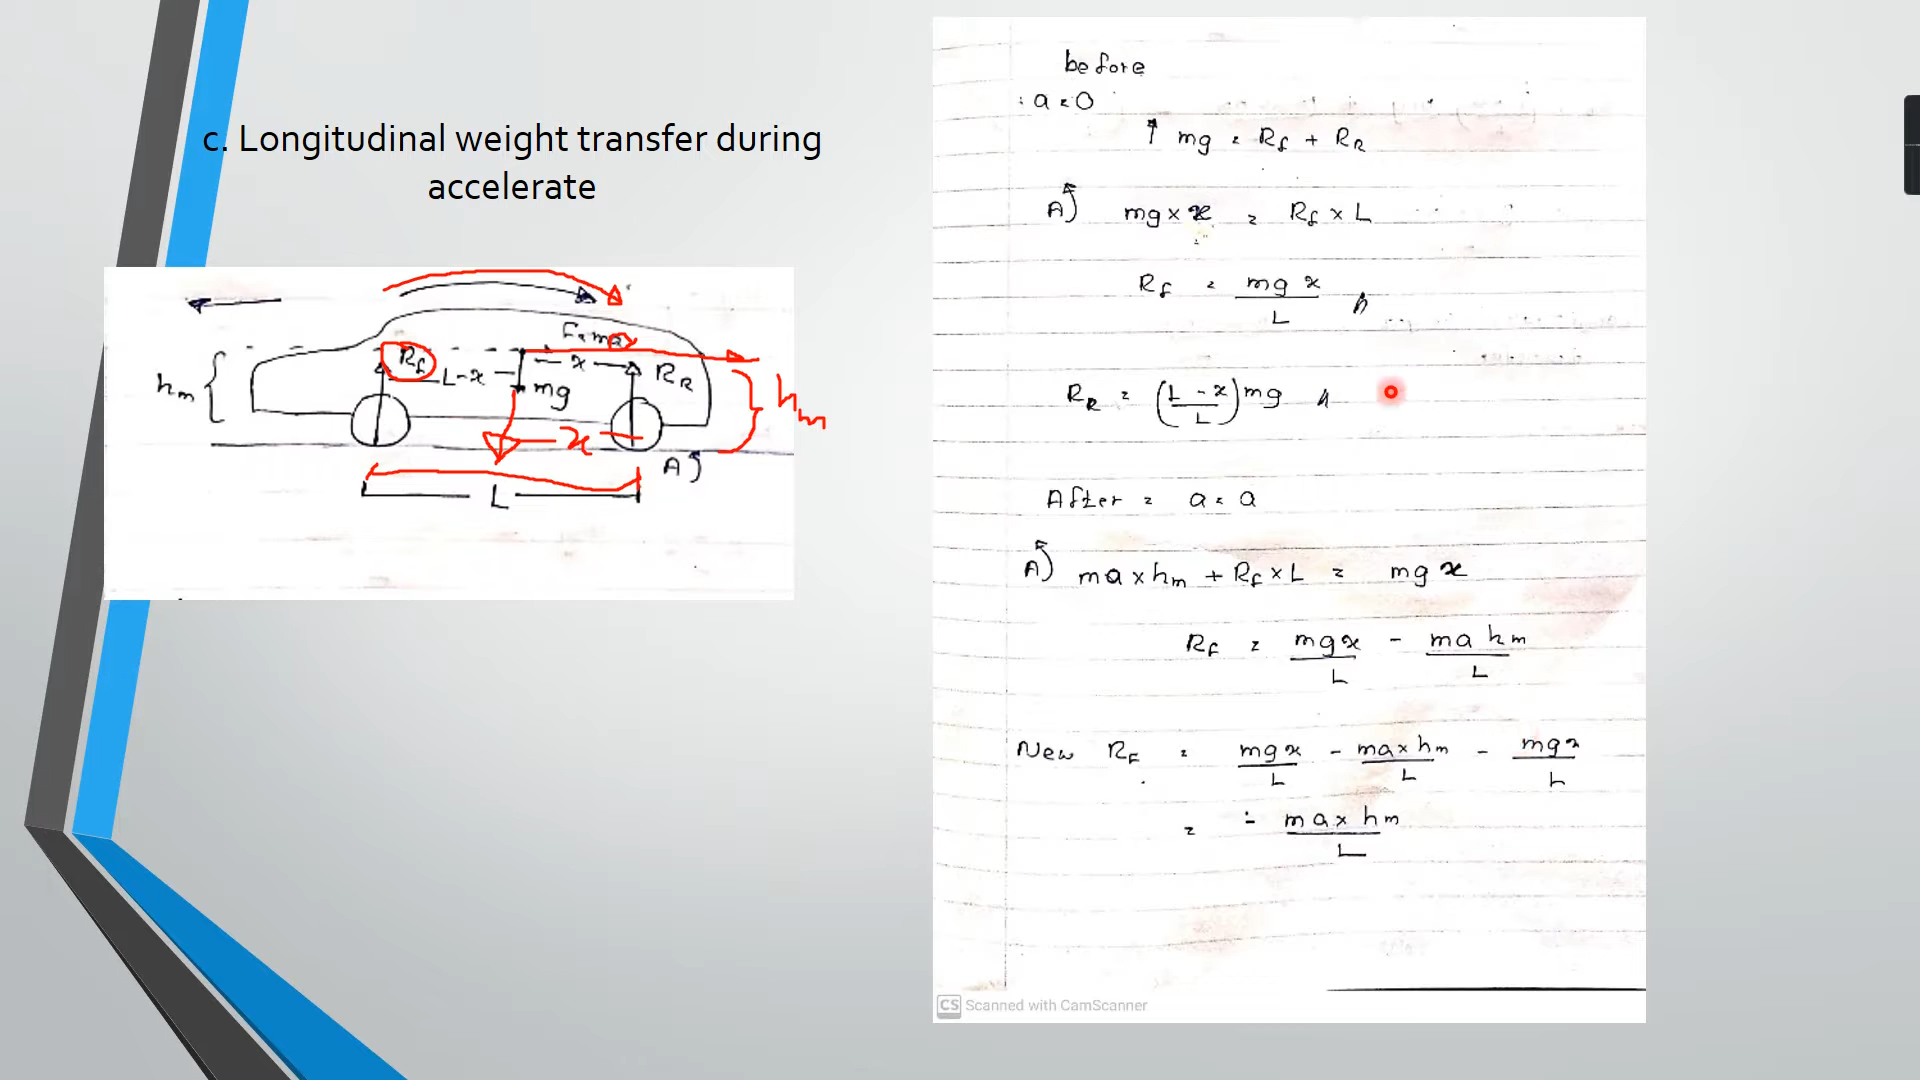 c. Longitudinal weight transfer during
accelerate
F=ma
Rf
L-x
x
RR
mg
hm
hm
x
A
L
before
: a = 0
↑ mg = Rf + RR
A) mg × x = Rf × L
Rf = mg x / L
RR = (L - x / L) mg
After = a = a
A) ma × hm + Rf × L = mg x
Rf = mgx / L - ma hm / L
New RF = mgx / L - ma × hm / L - mgx / L
= - ma × hm / L
CS Scanned with CamScanner